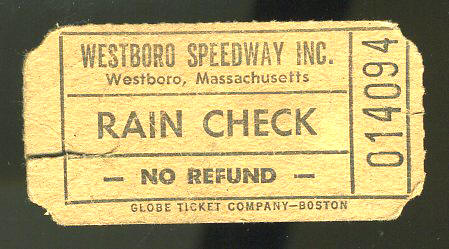 WESTBORO SPEEDWAY INC.
Westboro, Massachusetts
RAIN CHECK
— NO REFUND —
GLOBE TICKET COMPANY—BOSTON
014094